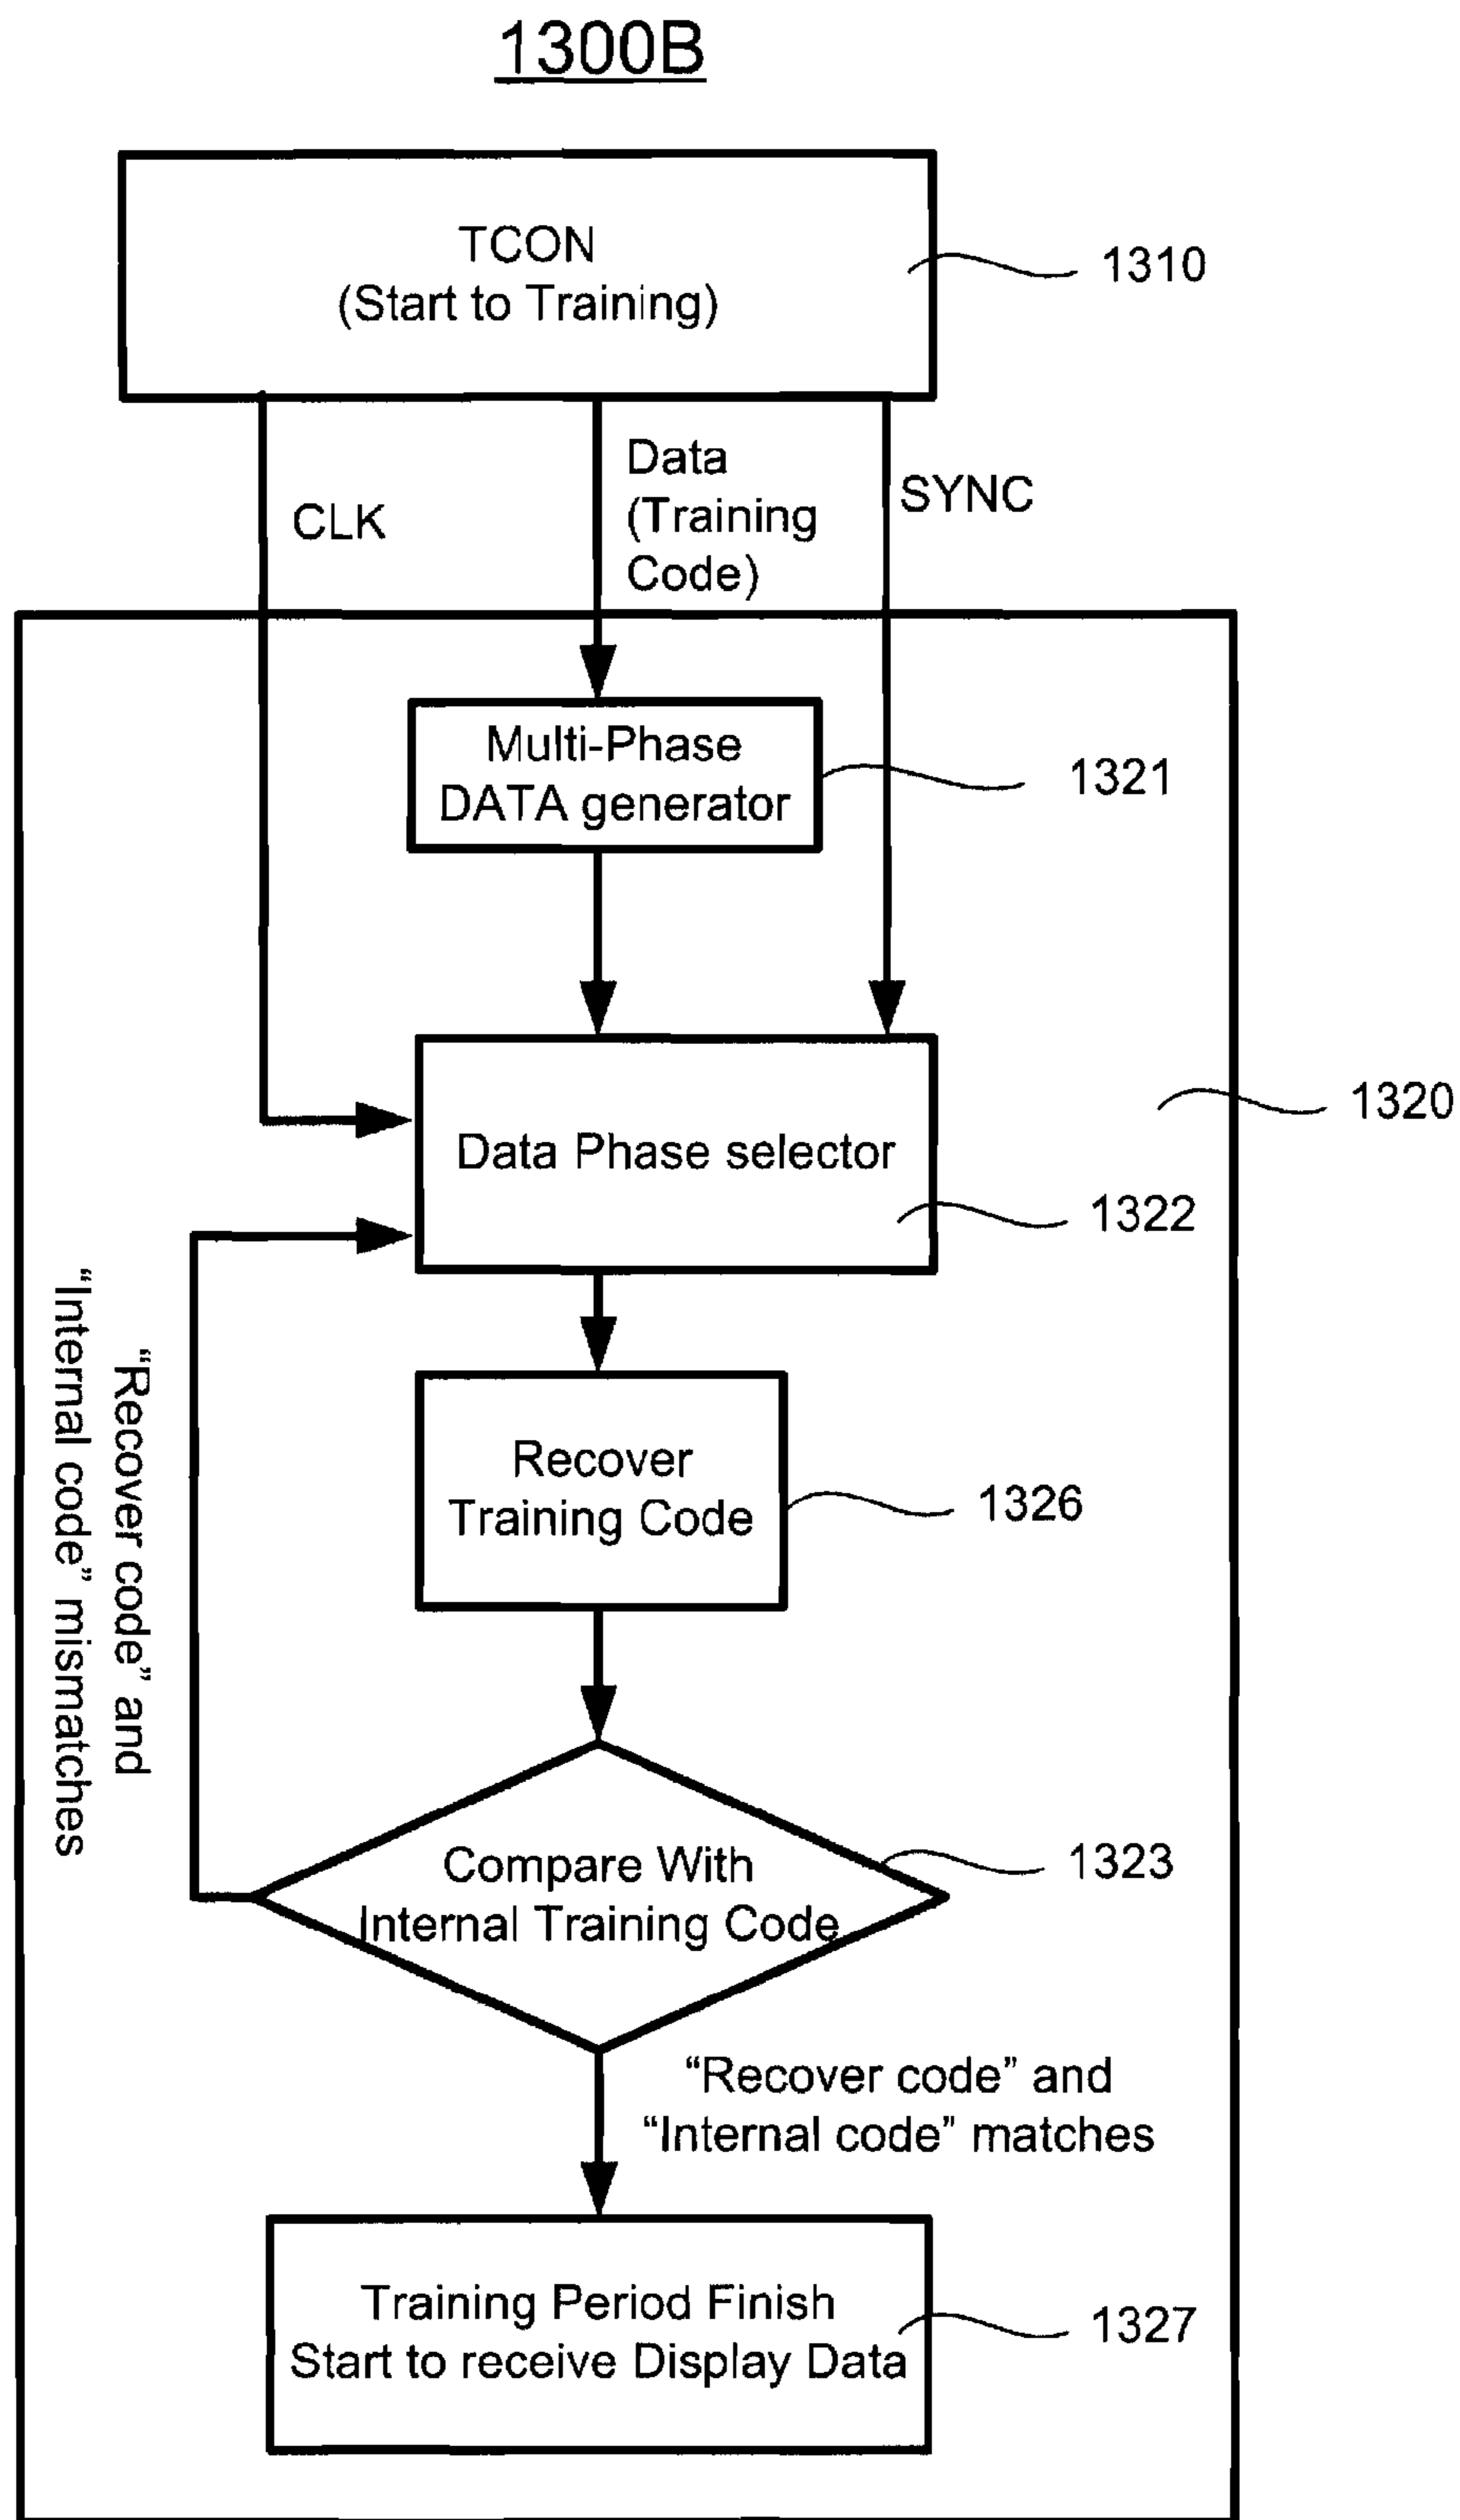 1300B
TCON
(Start to Training)
1310
CLK
Data
(Training
Code)
SYNC
Multi-Phase
DATA generator
1321
1320
Data Phase selector
1322
Recover
Training Code
1326
“Recover code” and
“Internal code” mismatches
Compare With
Internal Training Code
1323
“Recover code” and
“Internal code” matches
Training Period Finish
Start to receive Display Data
1327